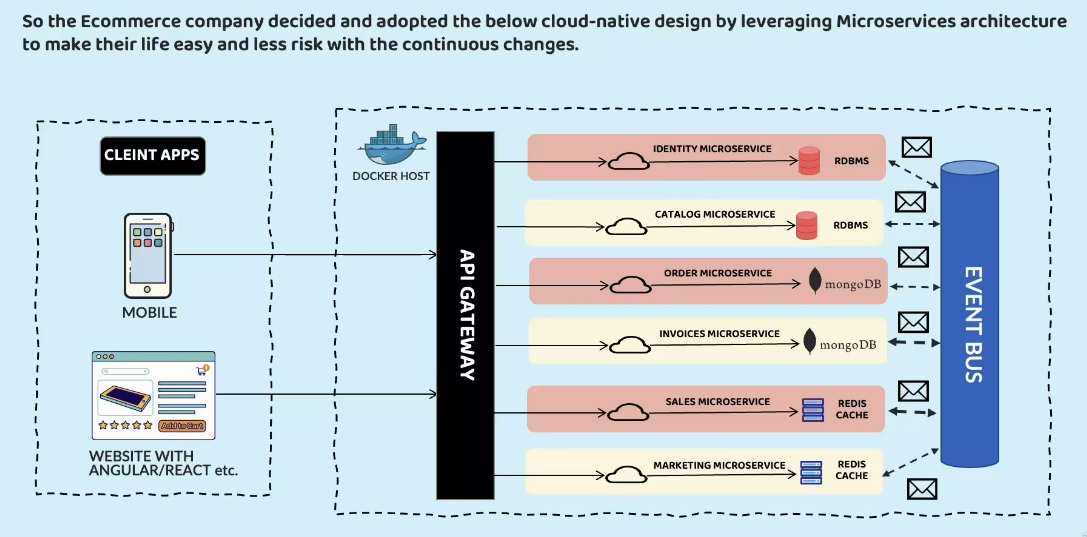 So the Ecommerce company decided and adopted the below cloud-native design by leveraging Microservices architecture
to make their life easy and less risk with the continuous changes.
CLEINT APPS
MOBILE
WEBSITE WITH
ANGULAR/REACT etc.
Add to Cart
DOCKER HOST
API GATEWAY
IDENTITY MICROSERVICE
RDBMS
CATALOG MICROSERVICE
RDBMS
ORDER MICROSERVICE
mongoDB
INVOICES MICROSERVICE
mongoDB
SALES MICROSERVICE
REDIS
CACHE
MARKETING MICROSERVICE
REDIS
CACHE
EVENT BUS